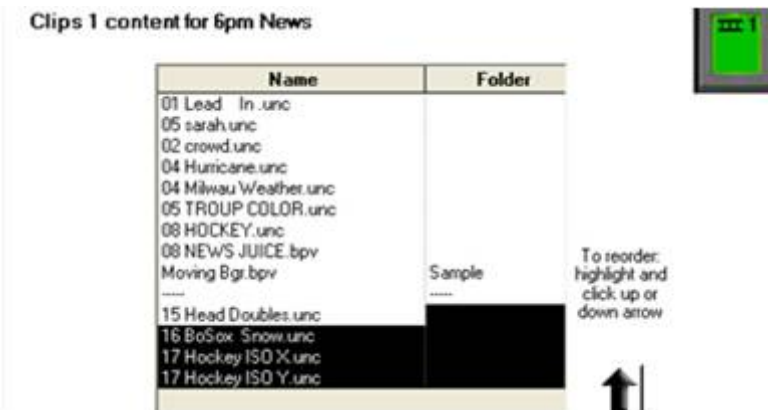 Clips 1 content for 6pm News
1
Name Folder
01 Lead In .unc
05 sarah.unc
02 crowd.unc
04 Hurricane.unc
04 Milwau Weather.unc
05 TROUP COLOR.unc
08 HOCKEY.unc
08 NEWS JUICE.bpv
Moving Bgr.bpv Sample
----- -----
15 Head Doubles.unc
16 BoSox Snow.unc
17 Hockey ISO X.unc
17 Hockey ISO Y.unc
To reorder:
highlight and
click up or
down arrow